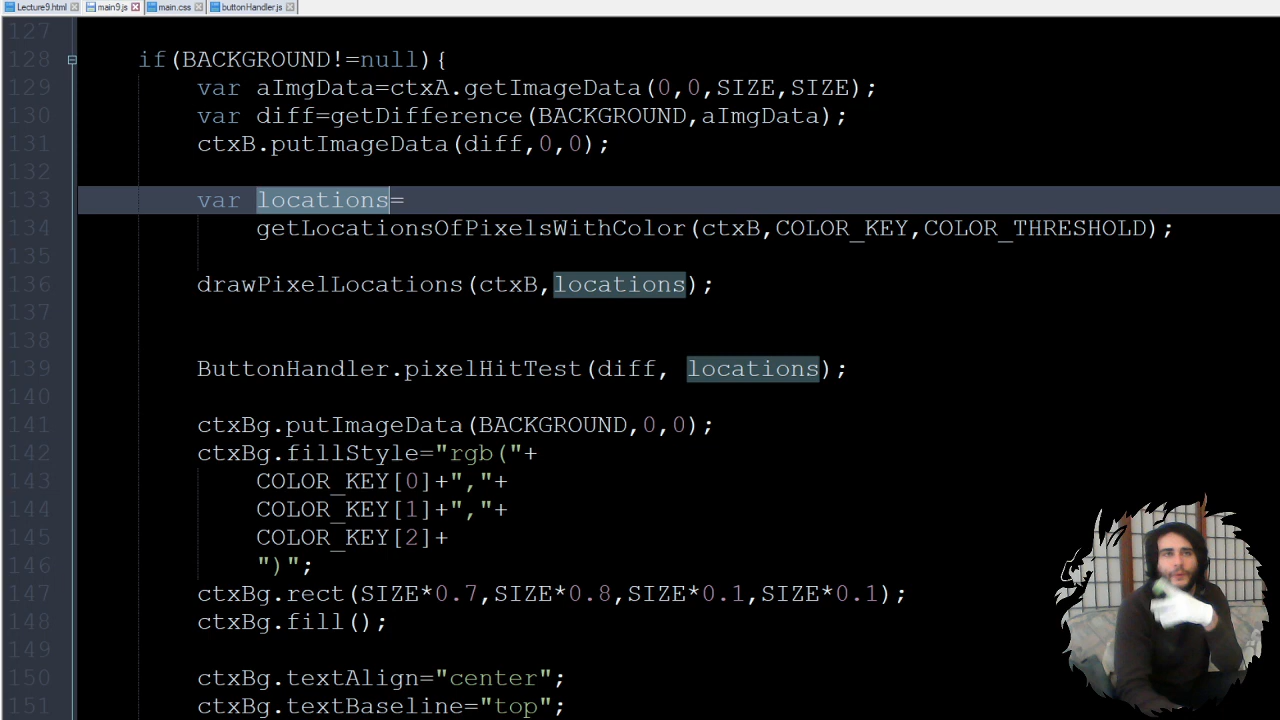 Lecture9.html main9.js main.css buttonHandler.js
127
128 if(BACKGROUND!=null){
129 var aImgData=ctxA.getImageData(0,0,SIZE,SIZE);
130 var diff=getDifference(BACKGROUND,aImgData);
131 ctxB.putImageData(diff,0,0);
132
133 var locations=
134 getLocationsOfPixelsWithColor(ctxB,COLOR_KEY,COLOR_THRESHOLD);
135
136 drawPixelLocations(ctxB,locations);
137
138
139 ButtonHandler.pixelHitTest(diff, locations);
140
141 ctxBg.putImageData(BACKGROUND,0,0);
142 ctxBg.fillStyle="rgb("+
143 COLOR_KEY[0]+","+
144 COLOR_KEY[1]+","+
145 COLOR_KEY[2]+
146 ")";
147 ctxBg.rect(SIZE*0.7,SIZE*0.8,SIZE*0.1,SIZE*0.1);
148 ctxBg.fill();
149
150 ctxBg.textAlign="center";
151 ctxBg.textBaseline="top";